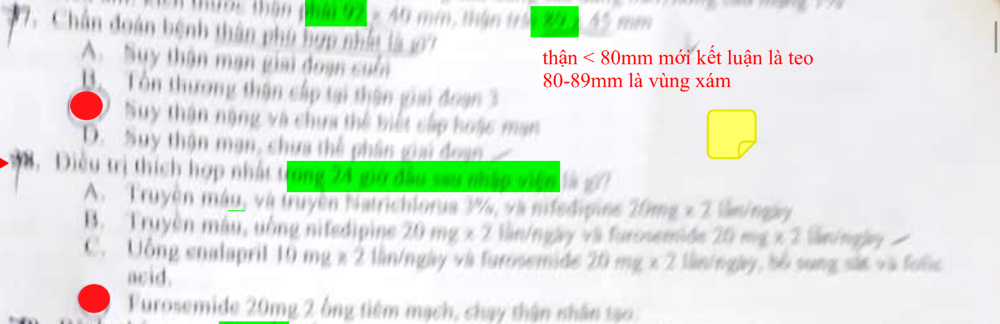 thận phải 92 x 40 mm, thận trái 89 x 45 mm
37. Chẩn đoán bệnh thận phù hợp nhất là gì?
A. Suy thận mạn giai đoạn cuối
B. Tổn thương thận cấp tại thận giai đoạn 3
Suy thận nặng và chưa thể biết cấp hoặc mạn
D. Suy thận mạn, chưa thể phân giai đoạn
38. Điều trị thích hợp nhất trong 24 giờ đầu sau nhập viện là gì?
A. Truyền máu, và truyền Natrichlorua 3%, và nifedipine 20mg x 2 lần/ngày
B. Truyền máu, uống nifedipine 20 mg x 2 lần/ngày và furosemide 20 mg x 2 lần/ngày
C. Uống enalapril 10 mg x 2 lần/ngày và furosemide 20 mg x 2 lần/ngày, bổ sung sắt và folic
acid.
Furosemide 20mg 2 ống tiêm mạch, chạy thận nhân tạo.
thận < 80mm mới kết luận là teo
80-89mm là vùng xám